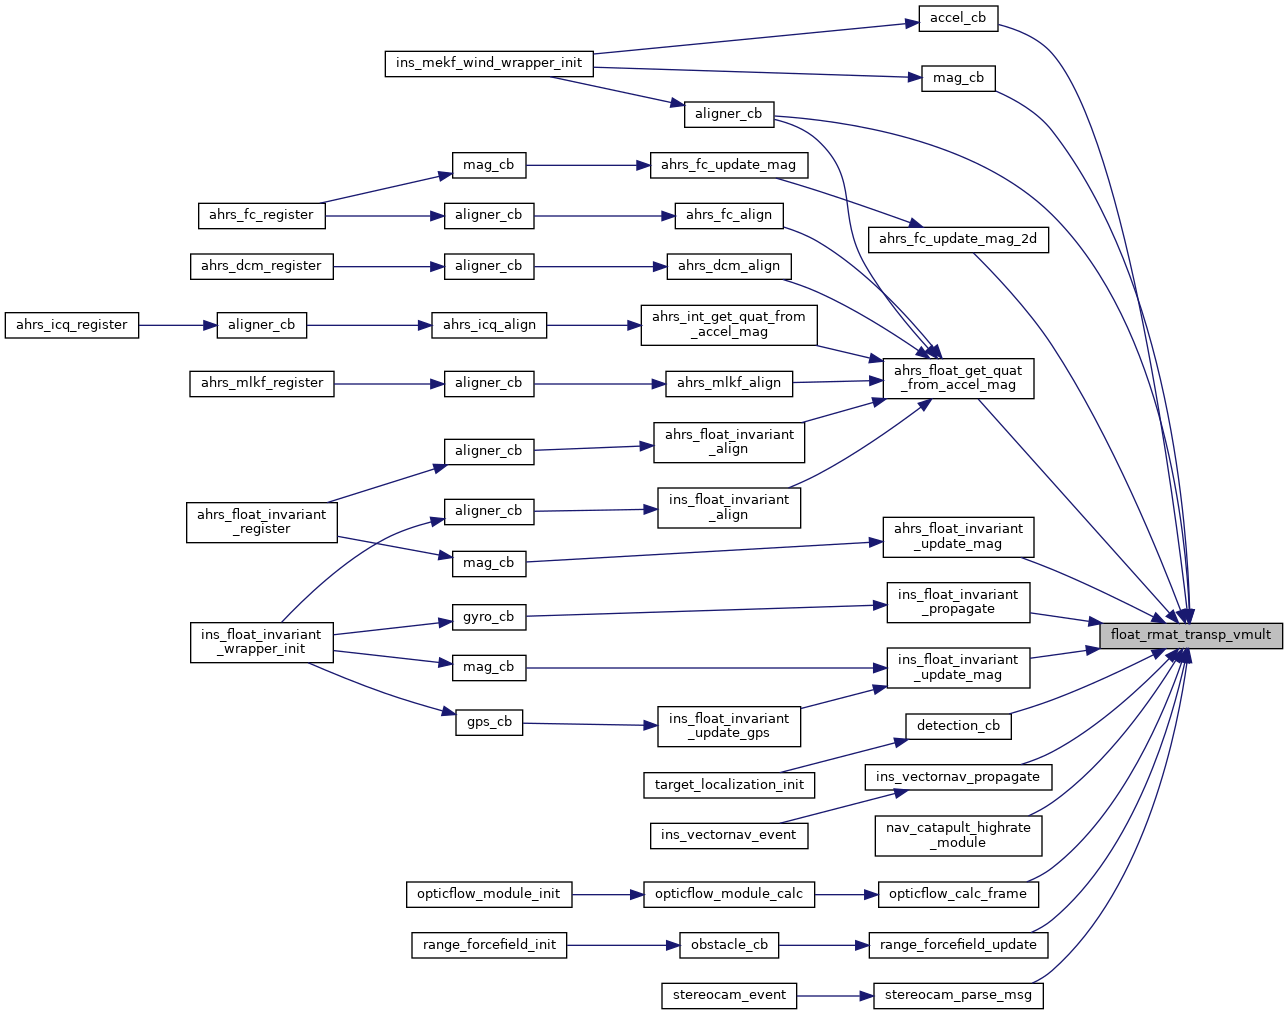 accel_cb
ins_mekf_wind_wrapper_init
mag_cb
aligner_cb
mag_cb
ahrs_fc_update_mag
ahrs_fc_register
aligner_cb
ahrs_fc_align
ahrs_fc_update_mag_2d
ahrs_dcm_register
aligner_cb
ahrs_dcm_align
ahrs_icq_register
aligner_cb
ahrs_icq_align
ahrs_int_get_quat_from
_accel_mag
ahrs_float_get_quat
_from_accel_mag
ahrs_mlkf_register
aligner_cb
ahrs_mlkf_align
aligner_cb
ahrs_float_invariant
_align
ahrs_float_invariant
_register
aligner_cb
ins_float_invariant
_align
mag_cb
ahrs_float_invariant
_update_mag
ins_float_invariant
_wrapper_init
gyro_cb
ins_float_invariant
_propagate
float_rmat_transp_vmult
mag_cb
ins_float_invariant
_update_mag
gps_cb
ins_float_invariant
_update_gps
detection_cb
target_localization_init
ins_vectornav_propagate
ins_vectornav_event
nav_catapult_highrate
_module
opticflow_module_init
opticflow_module_calc
opticflow_calc_frame
range_forcefield_init
obstacle_cb
range_forcefield_update
stereocam_event
stereocam_parse_msg